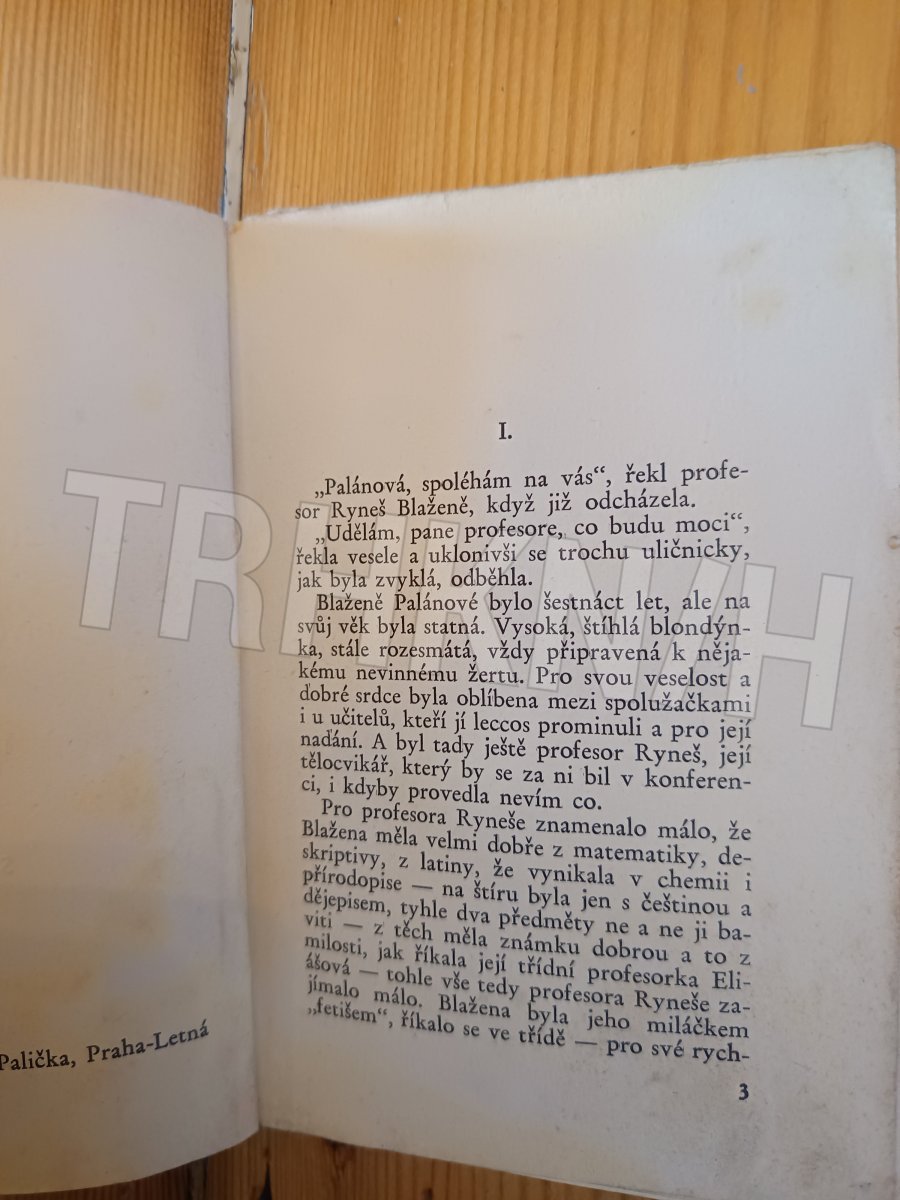 Palička, Praha-Letná
I.
„Palánová, spoléhám na vás“, řekl profe-
sor Ryneš Blaženě, když již odcházela.
„Udělám, pane profesore, co budu moci“,
řekla vesele a uklonivši se trochu uličnicky,
jak byla zvyklá, odběhla.
Blaženě Palánové bylo šestnáct let, ale na
svůj věk byla statná. Vysoká, štíhlá blondýn-
ka, stále rozesmátá, vždy připravená k něja-
kému nevinnému žertu. Pro svou veselost a
dobré srdce byla oblíbena mezi spolužačkami
i u učitelů, kteří jí leccos prominuli a pro její
nadání. A byl tady ještě profesor Ryneš, její
tělocvikář, který by se za ni bil v konferen-
ci, i kdyby provedla nevím co.
Pro profesora Ryneše znamenalo málo, že
Blažena měla velmi dobře z matematiky, de-
skriptivy, z latiny, že vynikala v chemii i
přírodopise — na štíru byla jen s češtinou a
dějepisem, tyhle dva předměty ne a ne ji ba-
viti — z těch měla známku dobrou a to z
milosti, jak říkala její třídní profesorka Eli-
ášová — tohle vše tedy profesora Ryneše za-
jímalo málo. Blažena byla jeho miláčkem
„fetišem“, říkalo se ve třídě — pro své rych-
3